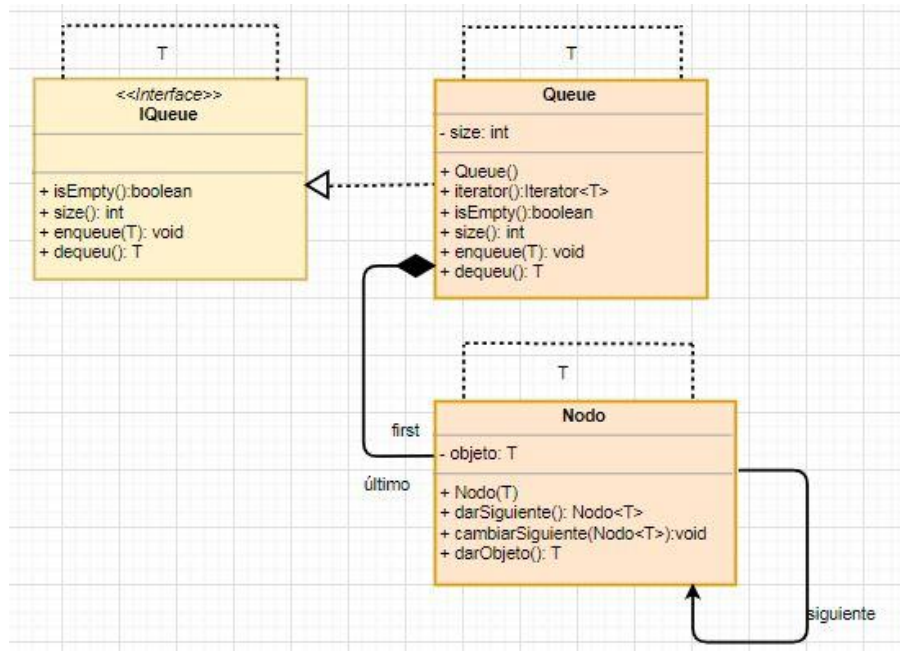 T
<<Interface>>
IQueue
+ isEmpty():boolean
+ size(): int
+ enqueue(T): void
+ dequeu(): T
T
Queue
- size: int
+ Queue()
+ iterator():Iterator<T>
+ isEmpty():boolean
+ size(): int
+ enqueue(T): void
+ dequeu(): T
first
último
T
Nodo
- objeto: T
+ Nodo(T)
+ darSiguiente(): Nodo<T>
+ cambiarSiguiente(Nodo<T>):void
+ darObjeto(): T
siguiente